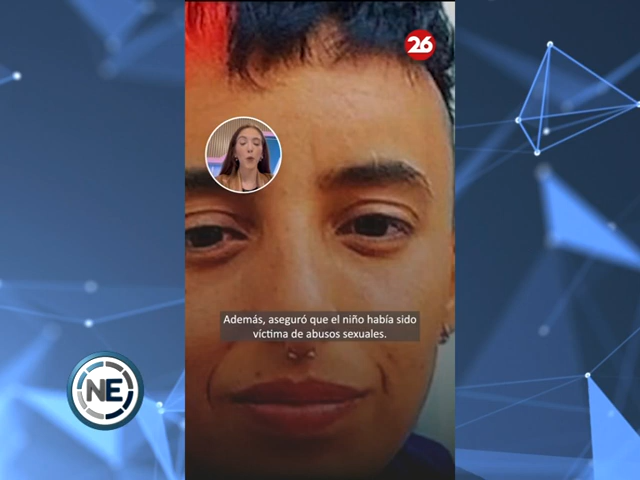 26
Además, aseguró que el niño había sido
víctima de abusos sexuales.
NE